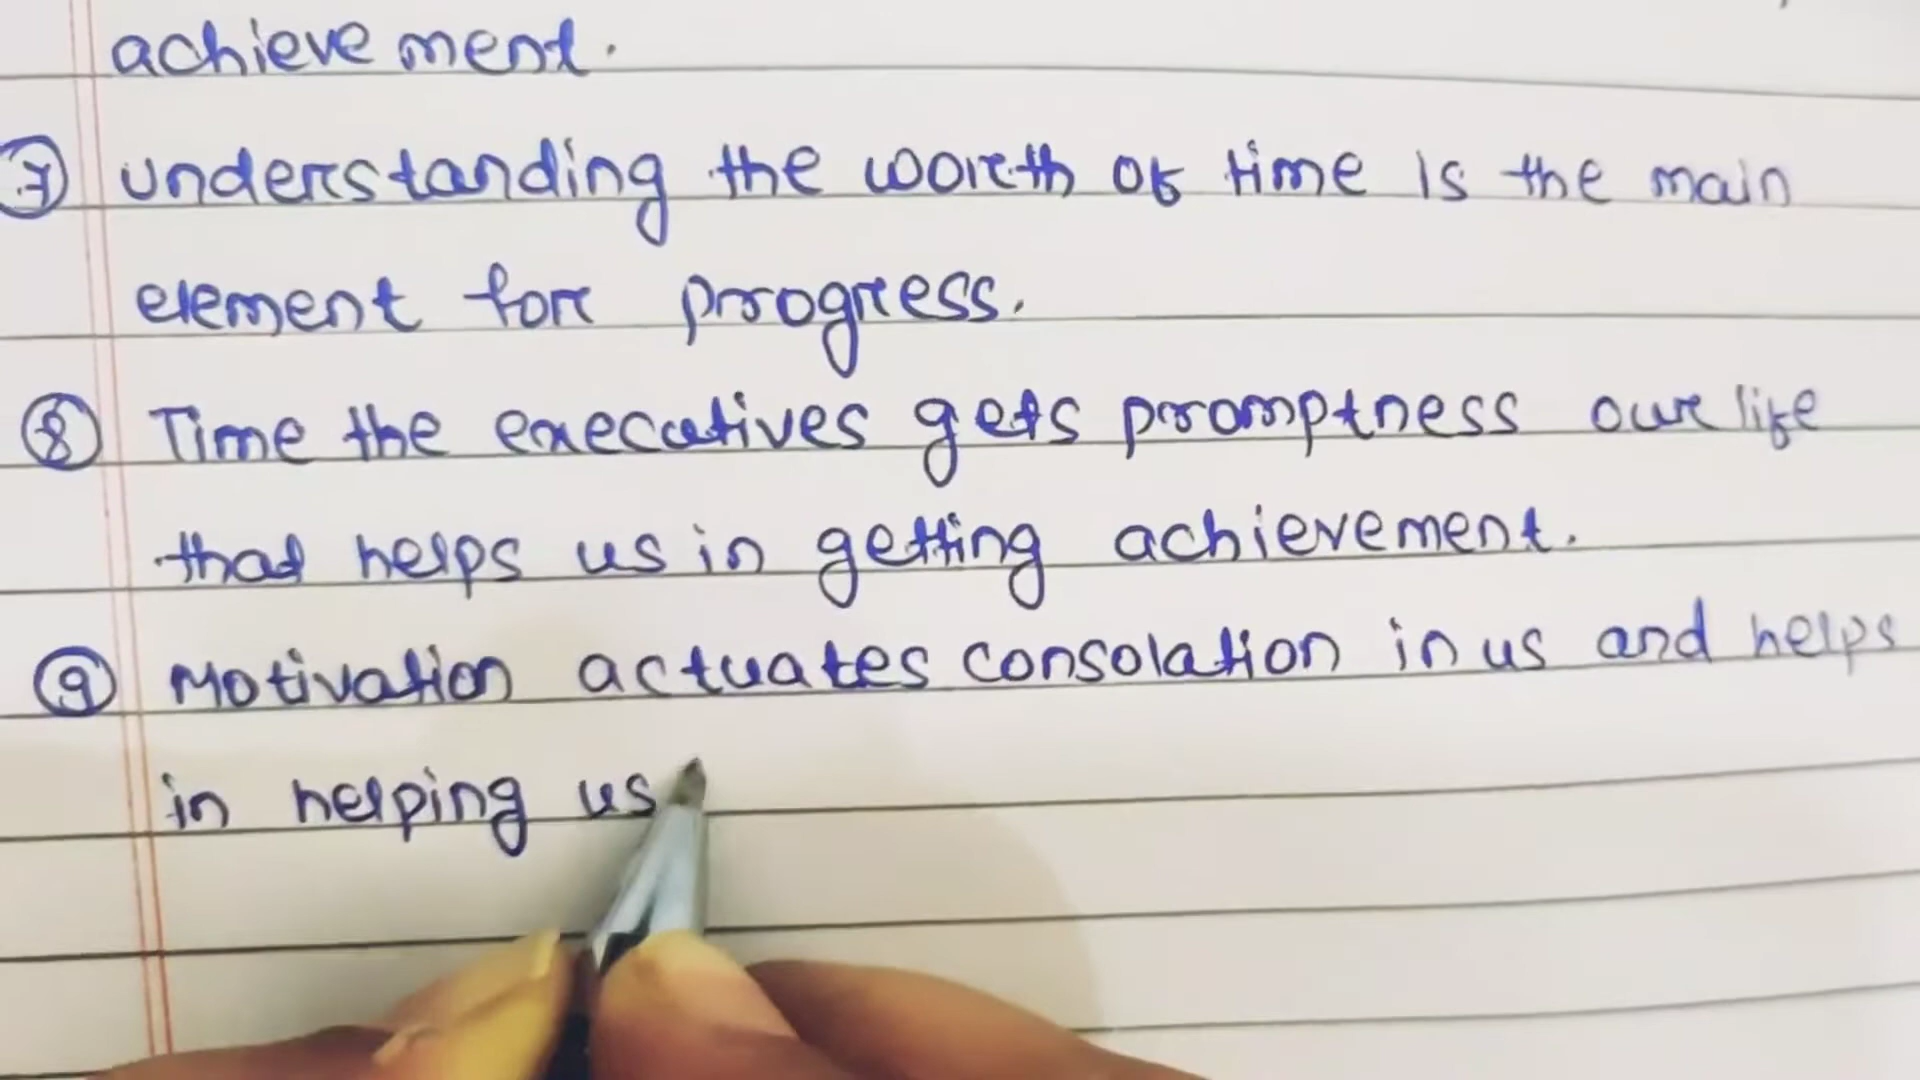 achievement.
⑦ understanding the worth of time is the main
element for progress.
⑧ Time the executives gets promptness our life
that helps us in getting achievement.
⑨ Motivation actuates consolation in us and helps
in helping us